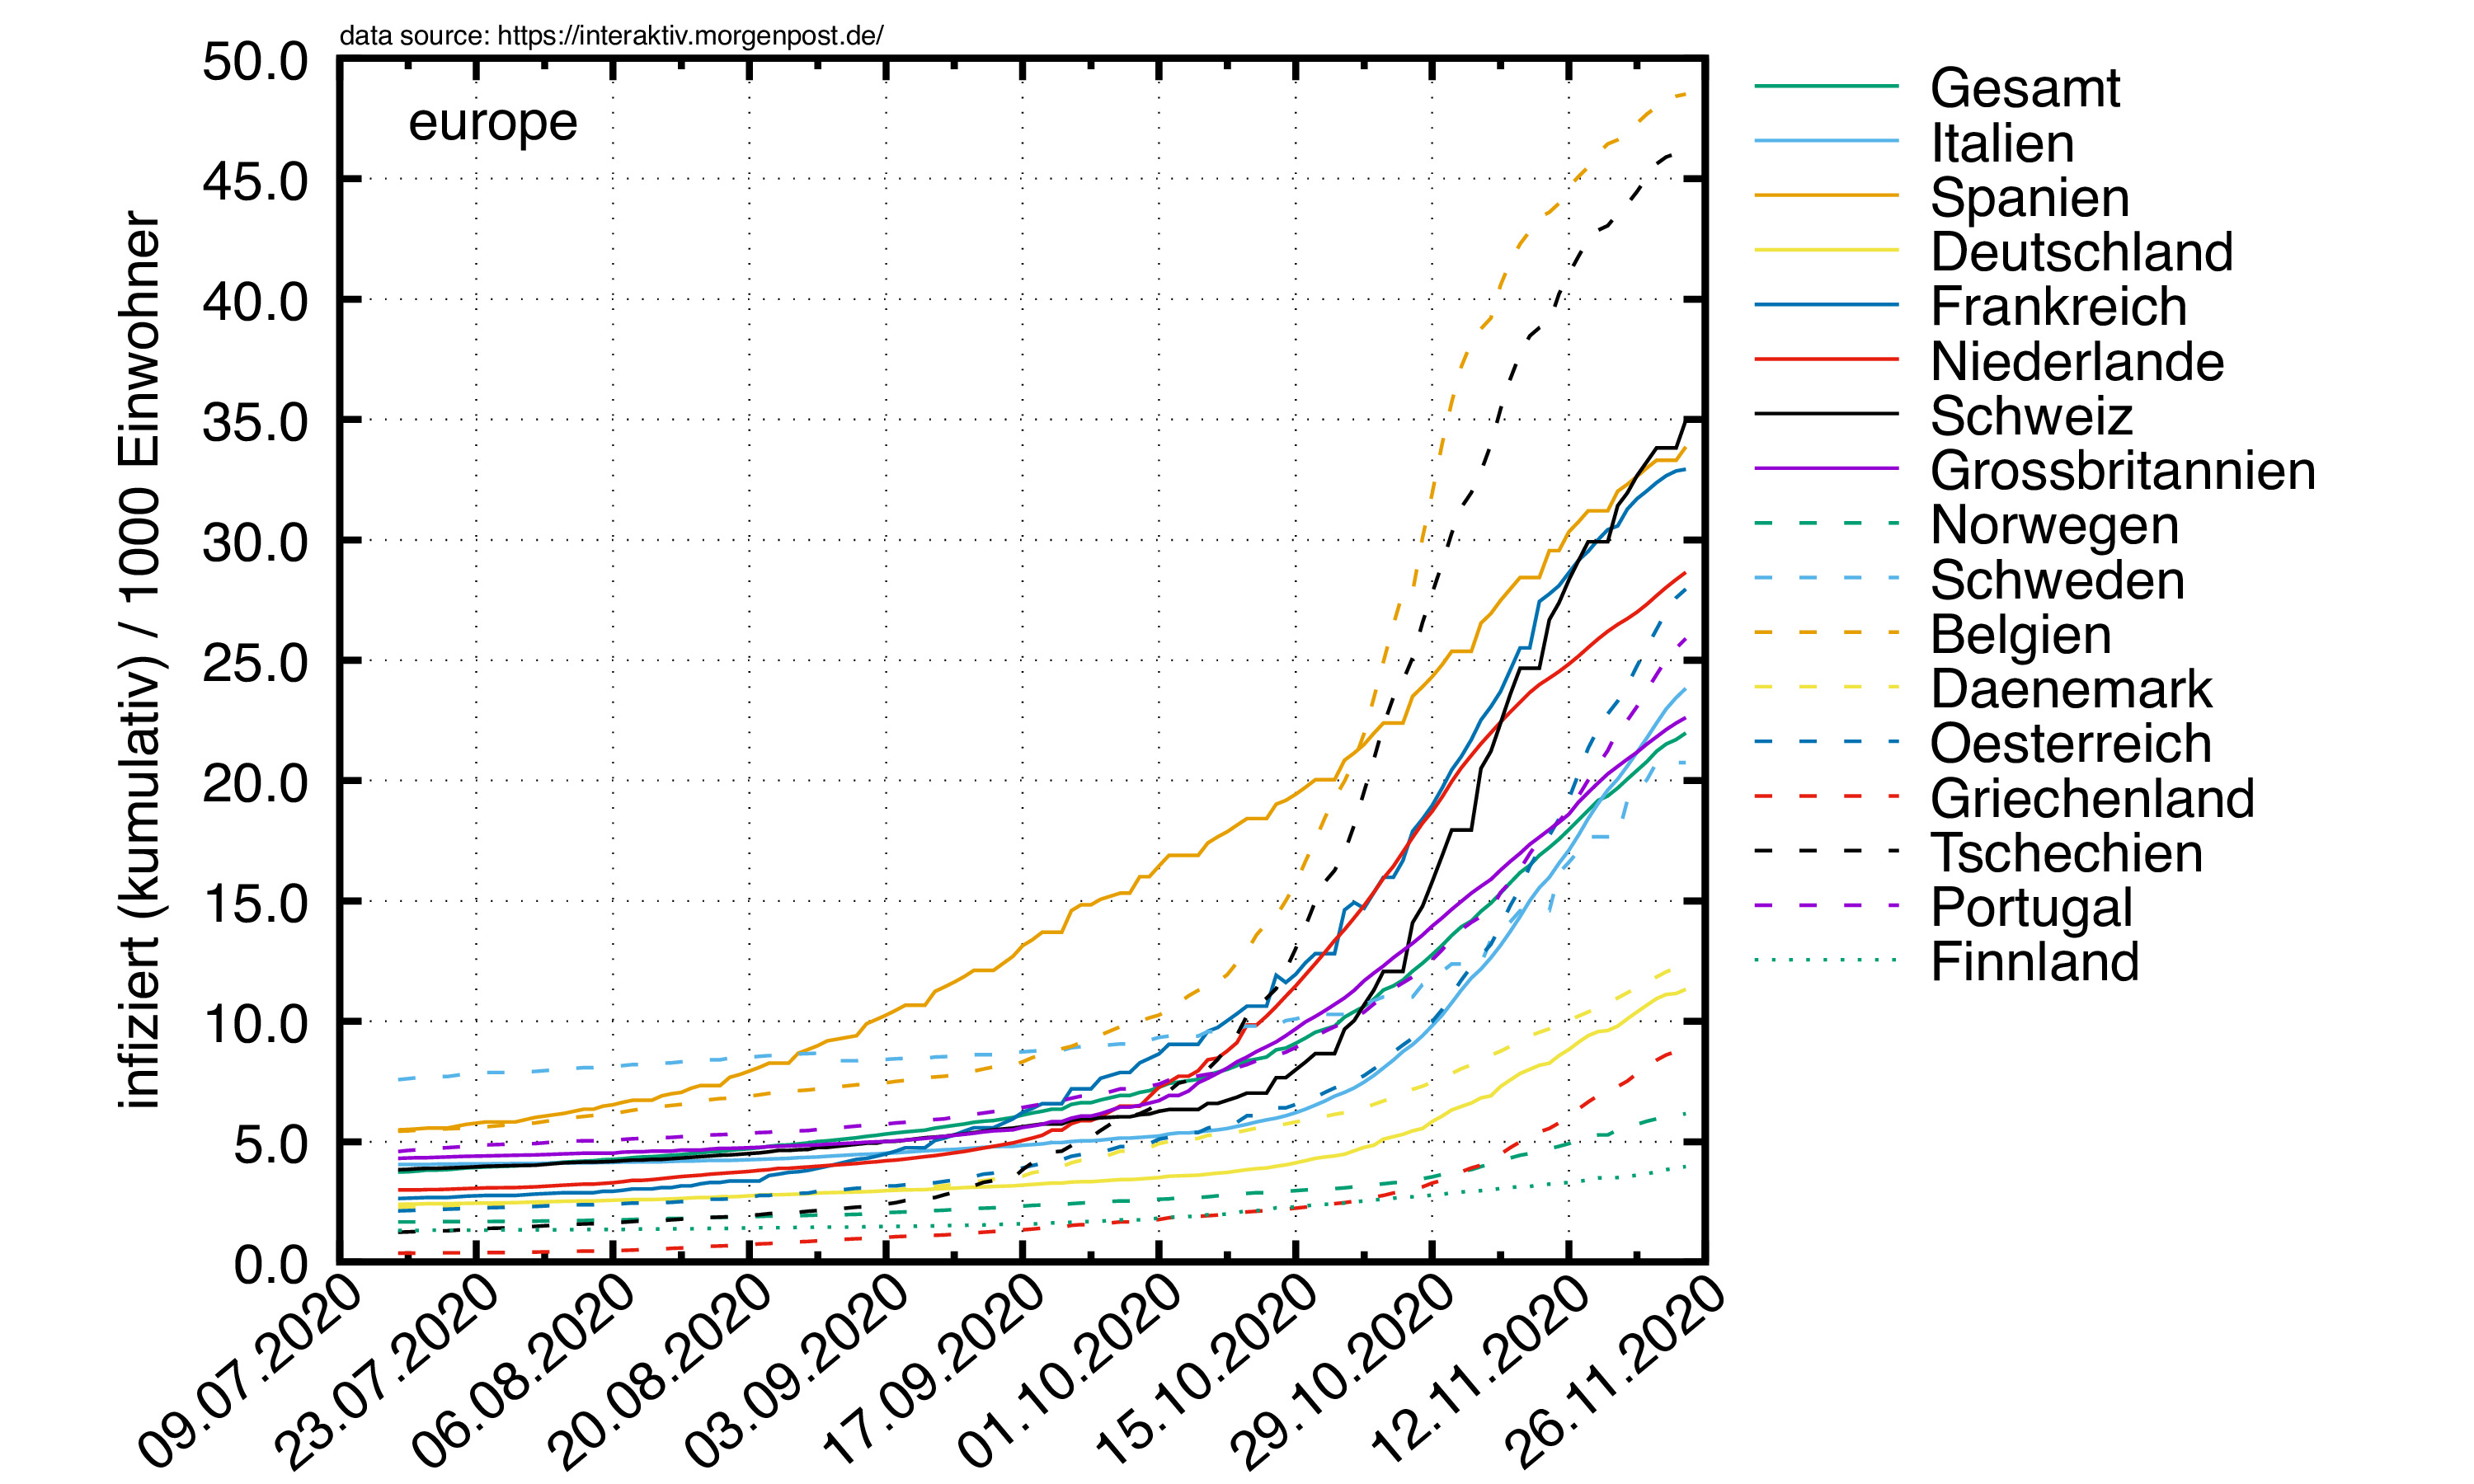 data source: https://interaktiv.morgenpost.de/
europe
infiziert (kumulativ) / 1000 Einwohner
50.0
45.0
40.0
35.0
30.0
25.0
20.0
15.0
10.0
5.0
0.0
09.07.2020
23.07.2020
06.08.2020
20.08.2020
03.09.2020
17.09.2020
01.10.2020
15.10.2020
29.10.2020
12.11.2020
26.11.2020
Gesamt
Italien
Spanien
Deutschland
Frankreich
Niederlande
Schweiz
Grossbritannien
Norwegen
Schweden
Belgien
Daenemark
Oesterreich
Griechenland
Tschechien
Portugal
Finnland